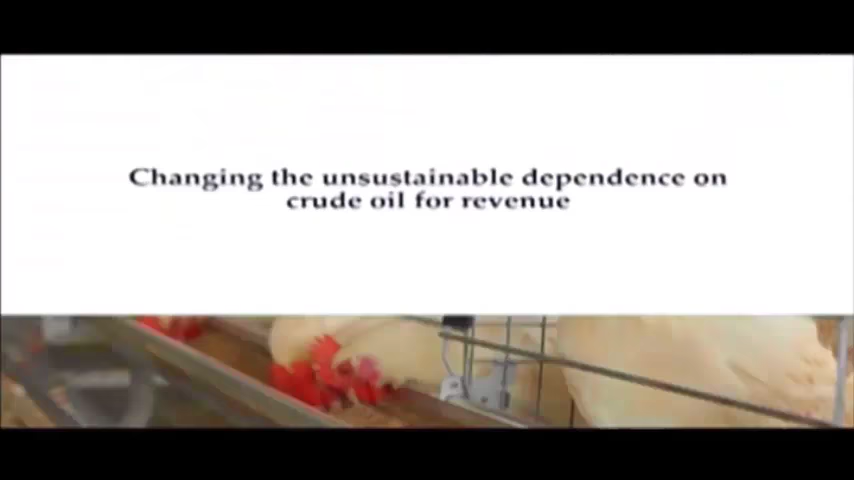 Changing the unsustainable dependence on
crude oil for revenue